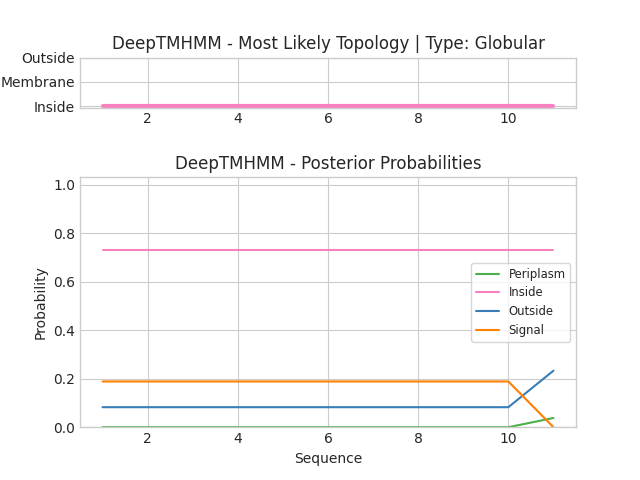 DeepTMHMM - Most Likely Topology | Type: Globular
Outside
Membrane
Inside
2 4 6 8 10
DeepTMHMM - Posterior Probabilities
1.0
0.8
0.6
0.4
0.2
0.0
Probability
Periplasm
Inside
Outside
Signal
2 4 6 8 10
Sequence